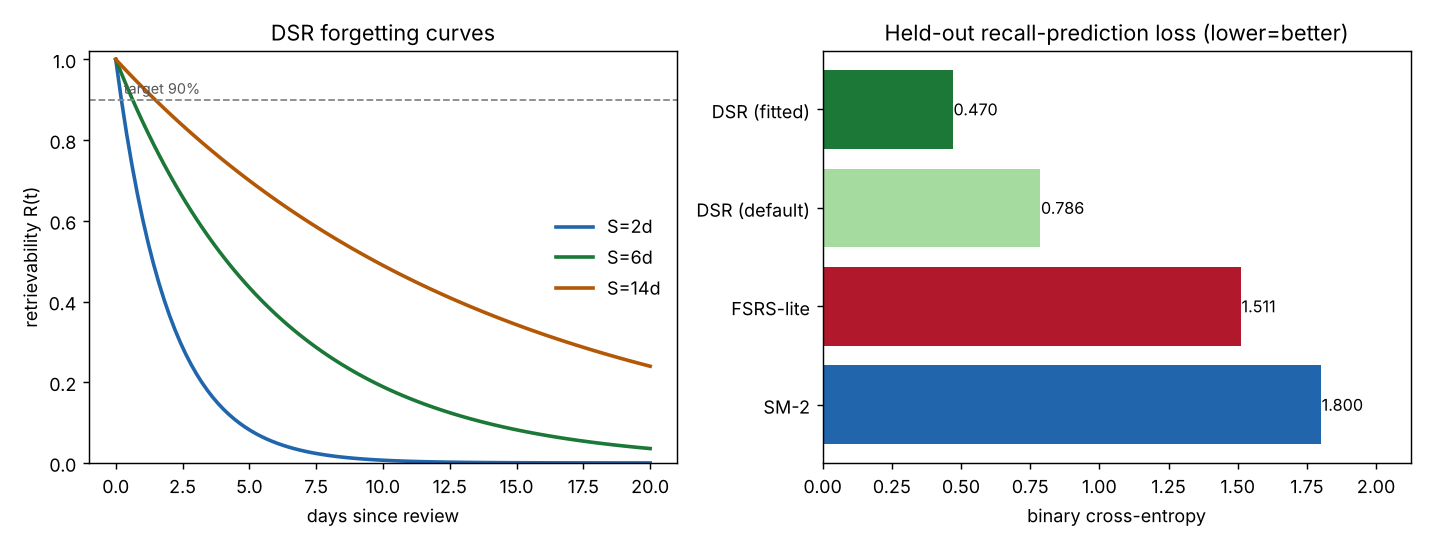 DSR forgetting curves
retrievability R(t)
1.0
0.8
0.6
0.4
0.2
0.0
target 90%
S=2d
S=6d
S=14d
0.0 2.5 5.0 7.5 10.0 12.5 15.0 17.5 20.0
days since review
Held-out recall-prediction loss (lower=better)
DSR (fitted) 0.470
DSR (default) 0.786
FSRS-lite 1.511
SM-2 1.800
0.00 0.25 0.50 0.75 1.00 1.25 1.50 1.75 2.00
binary cross-entropy